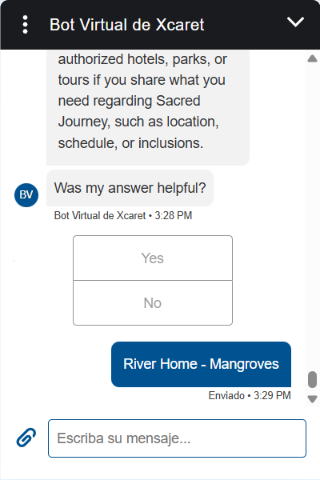 Bot Virtual de Xcaret
authorized hotels, parks, or
tours if you share what you
need regarding Sacred
Journey, such as location,
schedule, or inclusions.
Was my answer helpful?
BV
Bot Virtual de Xcaret • 3:28 PM
Yes
No
River Home - Mangroves
Enviado • 3:29 PM
Escriba su mensaje...